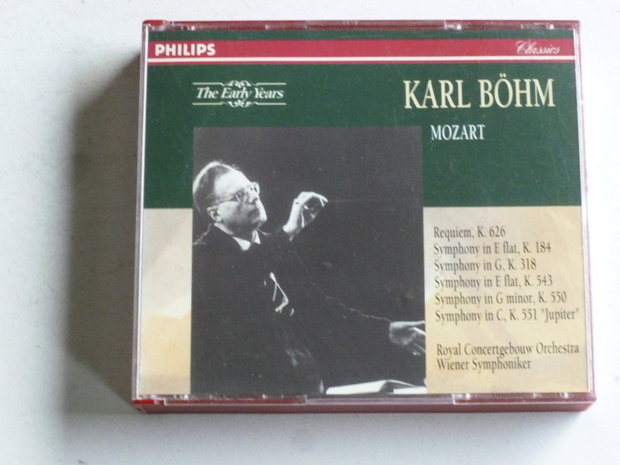 PHILIPS
Classics
The Early Years
KARL BÖHM
MOZART
Requiem, K. 626
Symphony in E flat, K. 184
Symphony in G, K. 318
Symphony in E flat, K. 543
Symphony in G minor, K. 550
Symphony in C, K. 551 "Jupiter"
Royal Concertgebouw Orchestra
Wiener Symphoniker